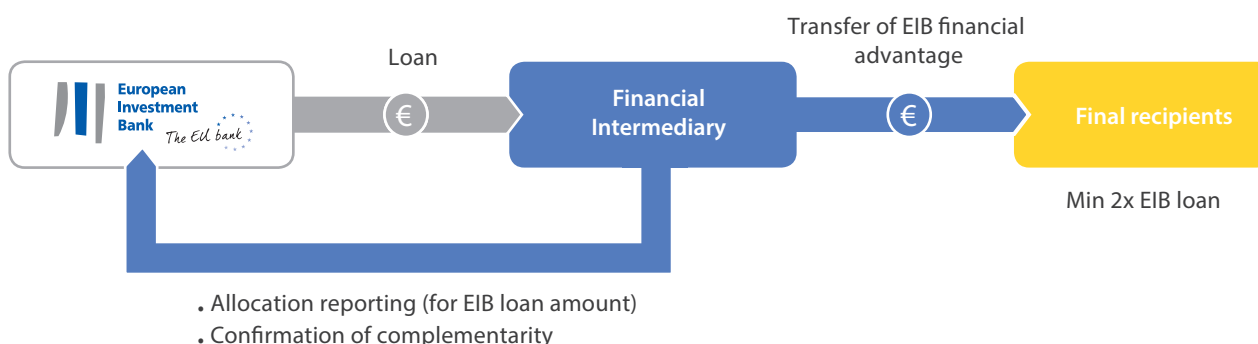 Transfer of EIB financial
advantage
Loan
European
Investment
Bank
The EU bank
€
Financial
Intermediary
€
Final recipients
Min 2x EIB loan
. Allocation reporting (for EIB loan amount)
. Confirmation of complementarity